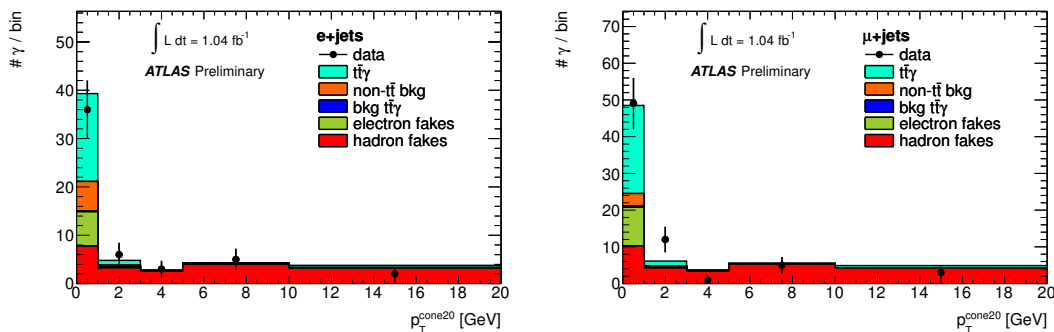 # γ / bin
50
40
30
20
10
0
∫ L dt = 1.04 fb⁻¹
ATLAS Preliminary
e+jets
data
tt̄γ
non-tt̄ bkg
bkg tt̄γ
electron fakes
hadron fakes
0 2 4 6 8 10 12 14 16 18 20
p_T^cone20 [GeV]
# γ / bin
70
60
50
40
30
20
10
0
∫ L dt = 1.04 fb⁻¹
ATLAS Preliminary
μ+jets
data
tt̄γ
non-tt̄ bkg
bkg tt̄γ
electron fakes
hadron fakes
0 2 4 6 8 10 12 14 16 18 20
p_T^cone20 [GeV]